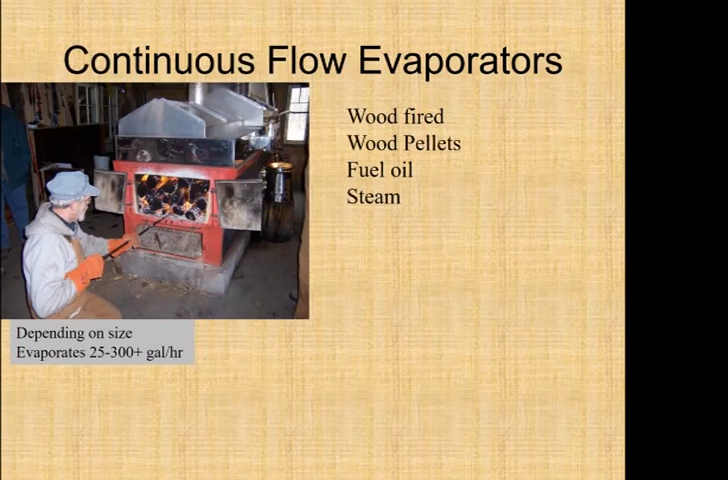 Continuous Flow Evaporators
Wood fired
Wood Pellets
Fuel oil
Steam
Depending on size
Evaporates 25-300+ gal/hr